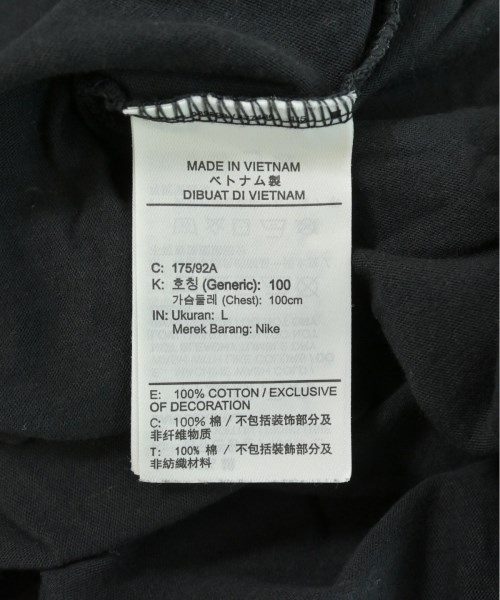 MADE IN VIETNAM
ベトナム製
DIBUAT DI VIETNAM
C: 175/92A
K: 호칭 (Generic): 100
가슴둘레 (Chest): 100cm
IN: Ukuran: L
Merek Barang: Nike
E: 100% COTTON / EXCLUSIVE
OF DECORATION
C: 100% 棉 / 不包括装饰部分及
非纤维物质
T: 100% 棉 / 不包括裝飾部分及
非紡織材料